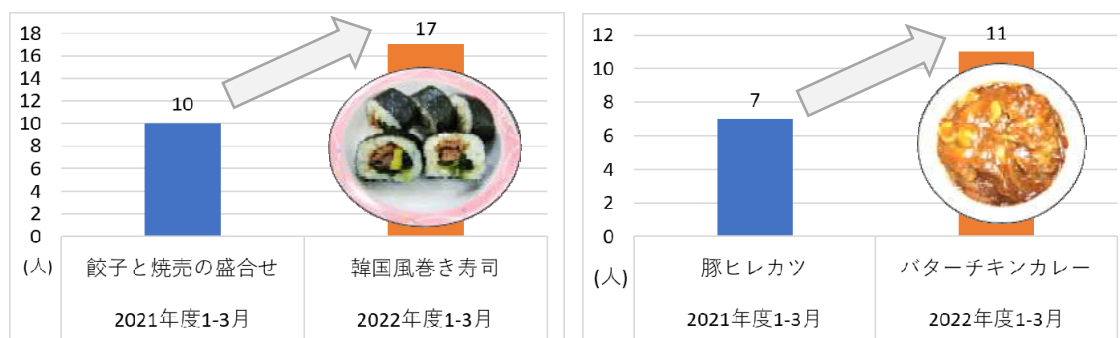 18
16
14
12
10
8
6
4
2
0
(人)
10
17
餃子と焼売の盛合せ
韓国風巻き寿司
2021年度1-3月
2022年度1-3月
12
10
8
6
4
2
0
(人)
7
11
豚ヒレカツ
バターチキンカレー
2021年度1-3月
2022年度1-3月